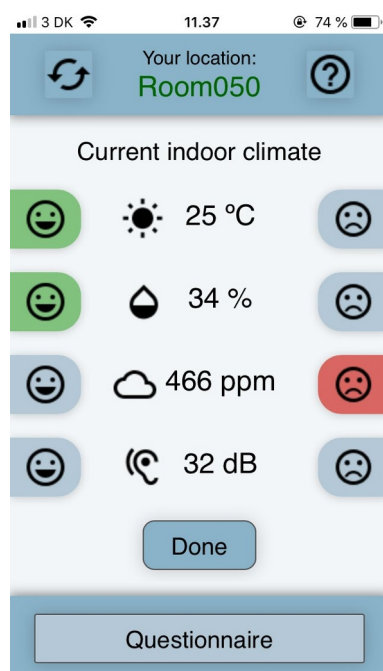 3 DK 11.37 74 %
Your location:
Room050
Current indoor climate
25 ºC
34 %
466 ppm
32 dB
Done
Questionnaire